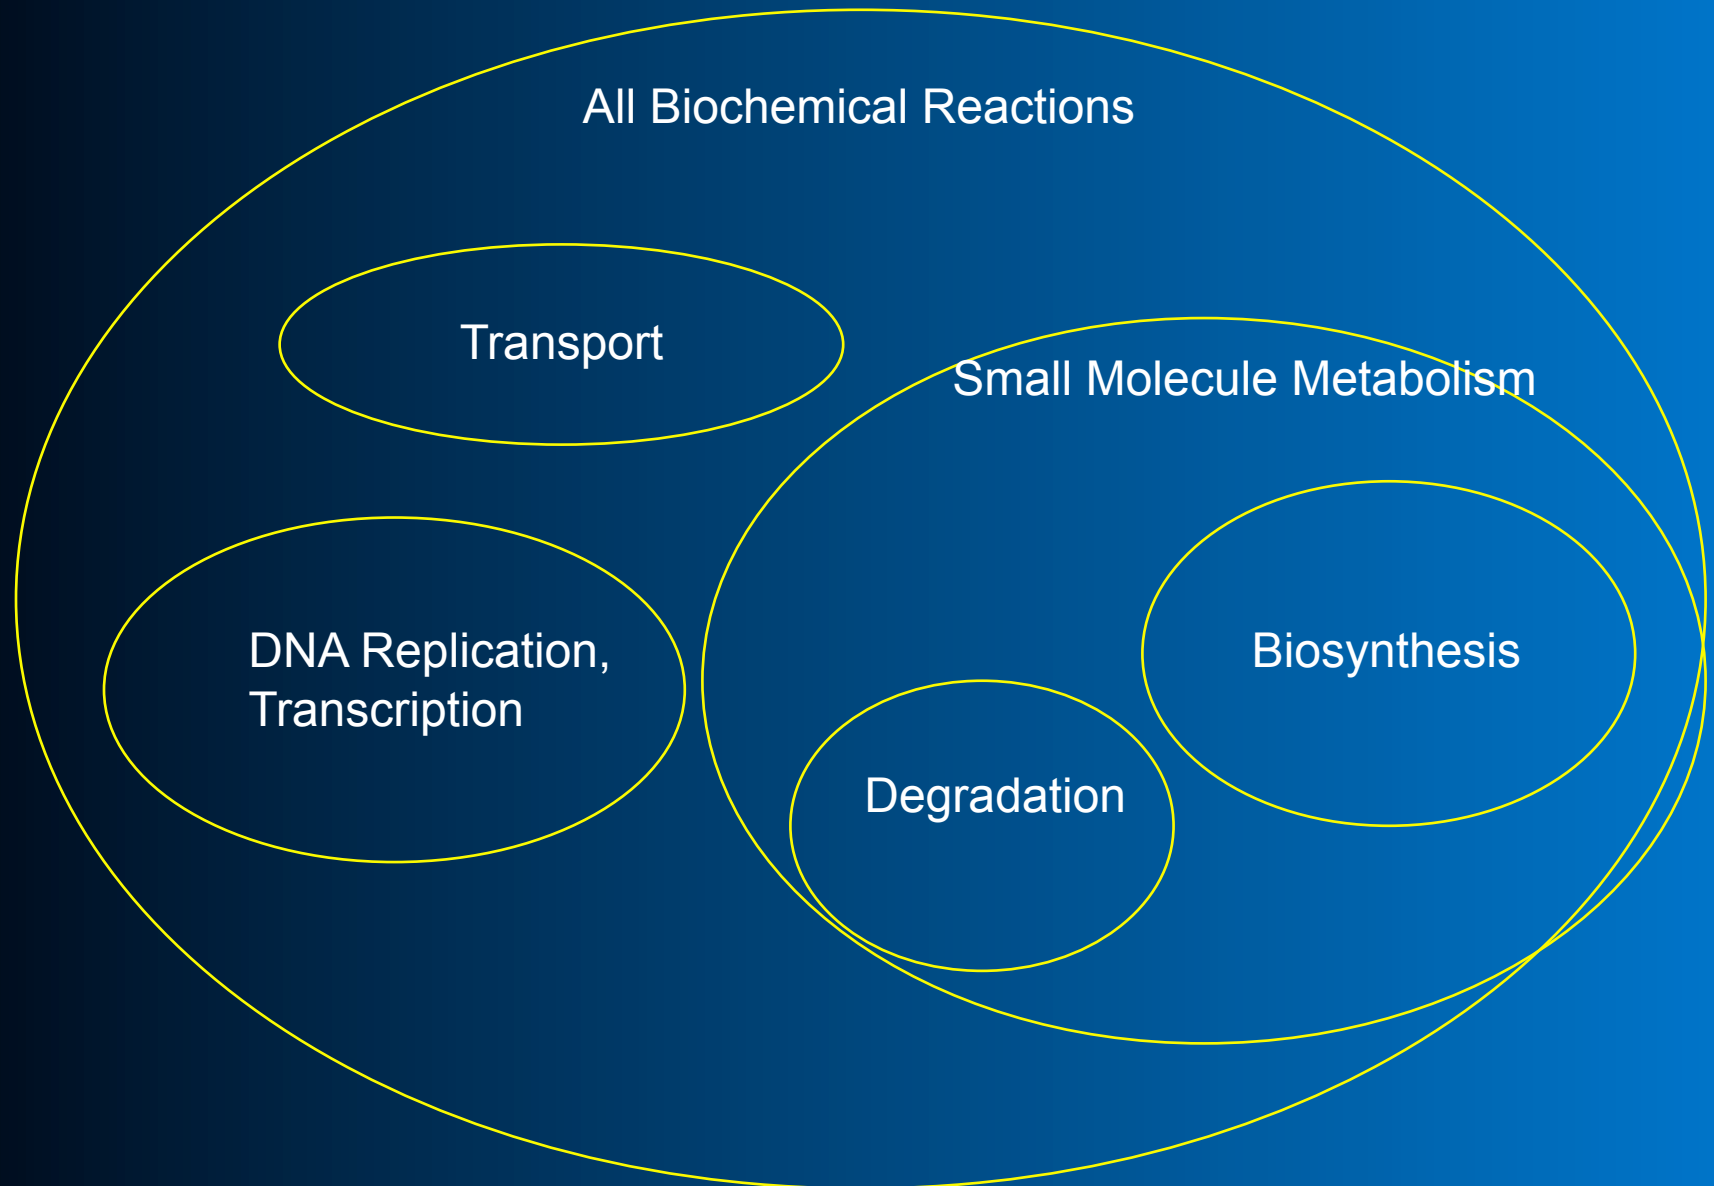 All Biochemical Reactions
Transport
Small Molecule Metabolism
DNA Replication,
Transcription
Biosynthesis
Degradation